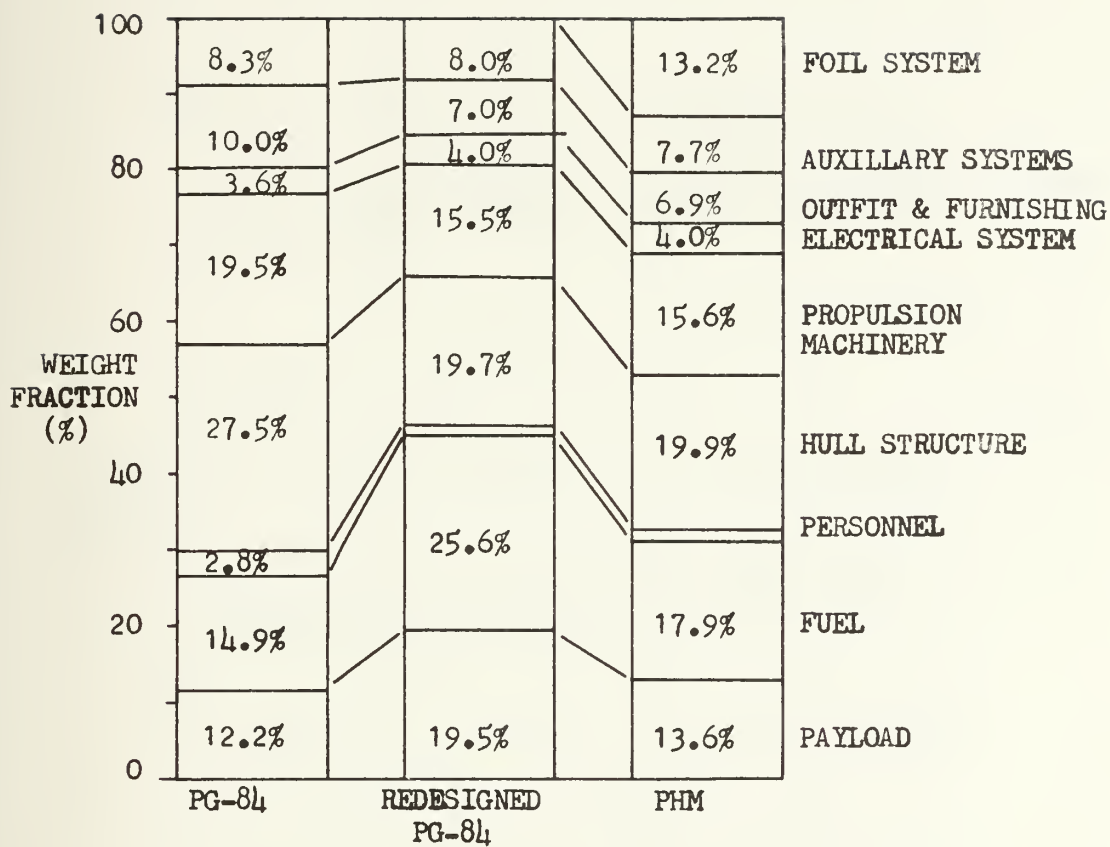 100
80
60
40
20
0
WEIGHT
FRACTION
(%)
8.3%
10.0%
3.6%
19.5%
27.5%
2.8%
14.9%
12.2%
PG-84
8.0%
7.0%
4.0%
15.5%
19.7%
25.6%
19.5%
REDESIGNED
PG-84
13.2%
7.7%
6.9%
4.0%
15.6%
19.9%
17.9%
13.6%
PHM
FOIL SYSTEM
AUXILLARY SYSTEMS
OUTFIT & FURNISHING
ELECTRICAL SYSTEM
PROPULSION
MACHINERY
HULL STRUCTURE
PERSONNEL
FUEL
PAYLOAD